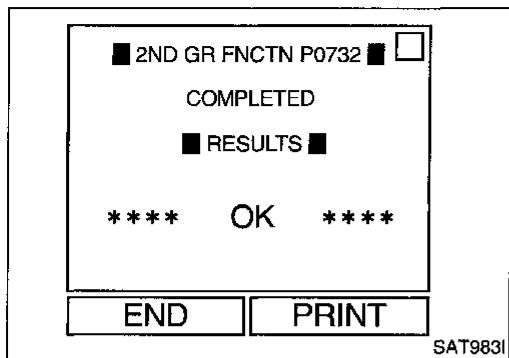 2ND GR FNCTN P0732
COMPLETED
RESULTS
**** OK ****
END PRINT
SAT983I